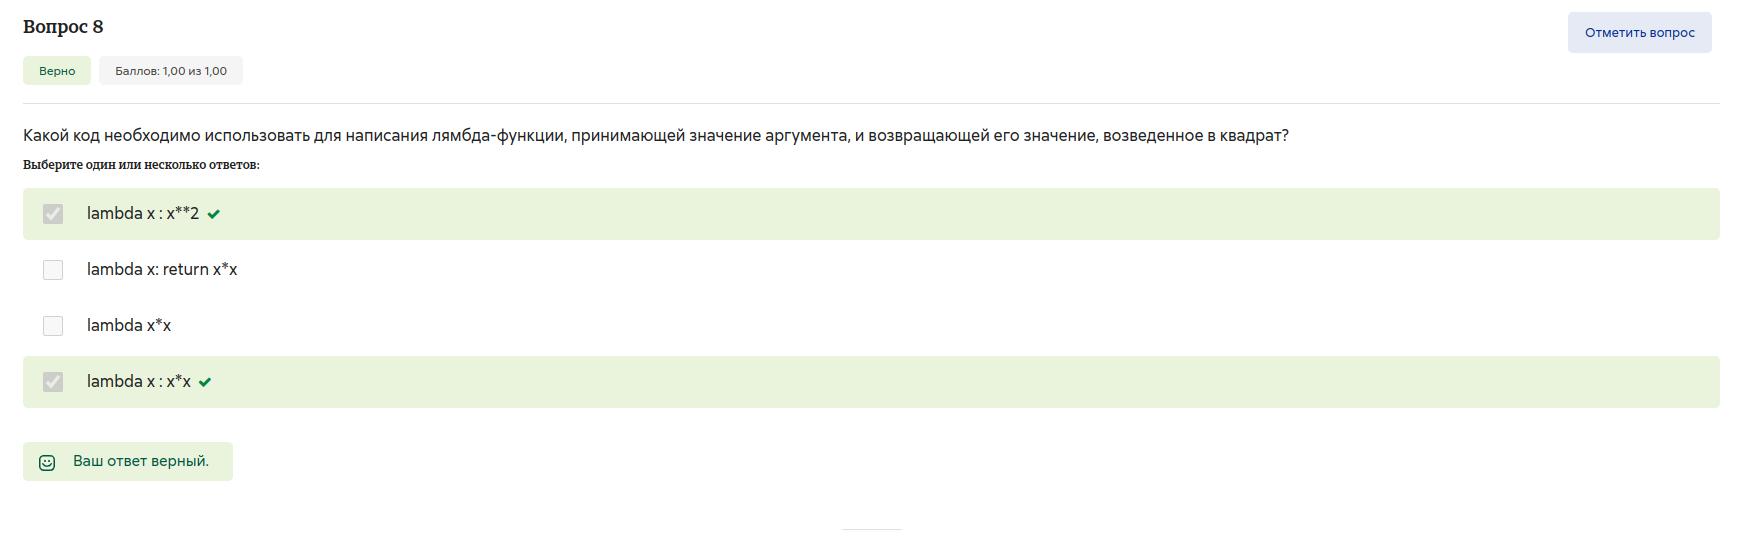 Вопрос 8
Отметить вопрос
Верно
Баллов: 1,00 из 1,00
Какой код необходимо использовать для написания лямбда-функции, принимающей значение аргумента, и возвращающей его значение, возведенное в квадрат?
Выберите один или несколько ответов:
lambda x : x**2
lambda x: return x*x
lambda x*x
lambda x : x*x
Ваш ответ верный.